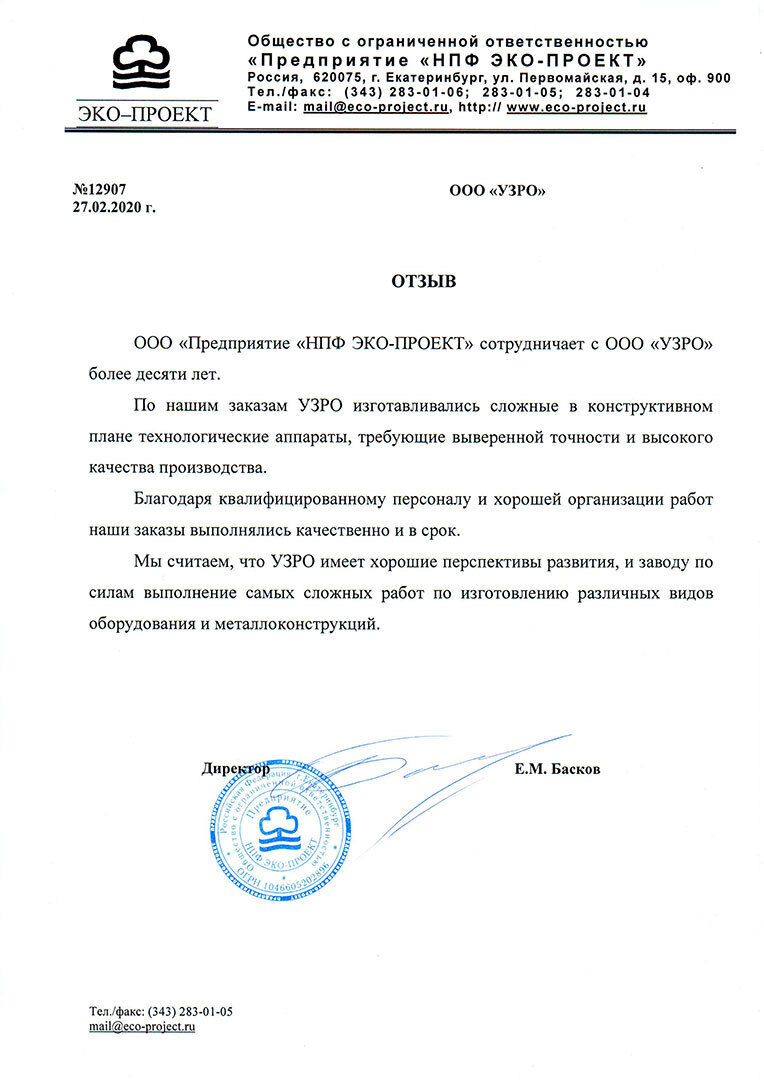 ЭКО–ПРОЕКТ
Общество с ограниченной ответственностью
«Предприятие «НПФ ЭКО-ПРОЕКТ»
Россия, 620075, г. Екатеринбург, ул. Первомайская, д. 15, оф. 900
Тел./факс: (343) 283-01-06; 283-01-05; 283-01-04
E-mail: mail@eco-project.ru, http:// www.eco-project.ru
№12907
27.02.2020 г.
ООО «УЗРО»
ОТЗЫВ
ООО «Предприятие «НПФ ЭКО-ПРОЕКТ» сотрудничает с ООО «УЗРО»
более десяти лет.
По нашим заказам УЗРО изготавливались сложные в конструктивном
плане технологические аппараты, требующие выверенной точности и высокого
качества производства.
Благодаря квалифицированному персоналу и хорошей организации работ
наши заказы выполнялись качественно и в срок.
Мы считаем, что УЗРО имеет хорошие перспективы развития, и заводу по
силам выполнение самых сложных работ по изготовлению различных видов
оборудования и металлоконструкций.
Директор
Е.М. Басков
Российская Федерация г. Екатеринбург
Общество с ограниченной ответственностью
Предприятие
НПФ ЭКО-ПРОЕКТ
ОГРН 1046605202896
Тел./факс: (343) 283-01-05
mail@eco-project.ru